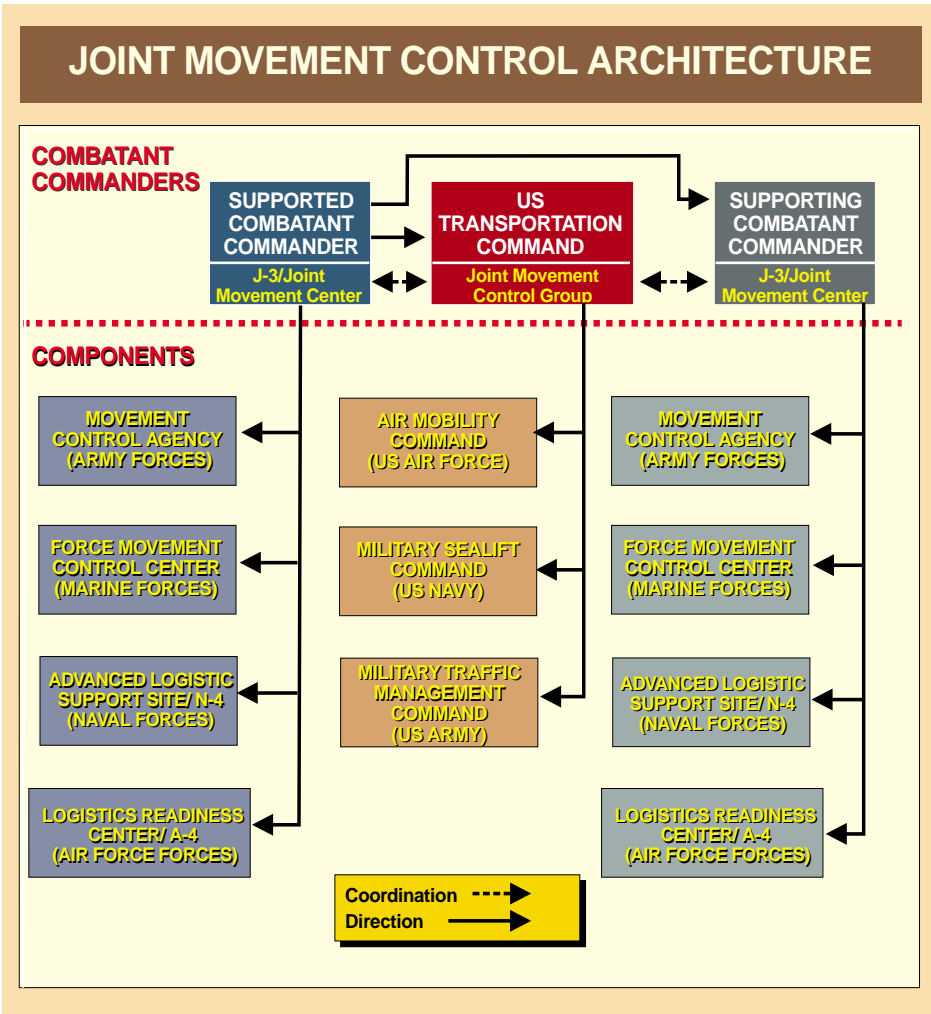 JOINT MOVEMENT CONTROL ARCHITECTURE
COMBATANT
COMMANDERS
SUPPORTED
COMBATANT
COMMANDER
J-3/Joint
Movement Center
US
TRANSPORTATION
COMMAND
Joint Movement
Control Group
SUPPORTING
COMBATANT
COMMANDER
J-3/Joint
Movement Center
COMPONENTS
MOVEMENT
CONTROL AGENCY
(ARMY FORCES)
AIR MOBILITY
COMMAND
(US AIR FORCE)
MOVEMENT
CONTROL AGENCY
(ARMY FORCES)
FORCE MOVEMENT
CONTROL CENTER
(MARINE FORCES)
MILITARY SEALIFT
COMMAND
(US NAVY)
FORCE MOVEMENT
CONTROL CENTER
(MARINE FORCES)
ADVANCED LOGISTIC
SUPPORT SITE/ N-4
(NAVAL FORCES)
MILITARY TRAFFIC
MANAGEMENT
COMMAND
(US ARMY)
ADVANCED LOGISTIC
SUPPORT SITE/ N-4
(NAVAL FORCES)
LOGISTICS READINESS
CENTER/ A-4
(AIR FORCE FORCES)
LOGISTICS READINESS
CENTER/ A-4
(AIR FORCE FORCES)
Coordination
Direction